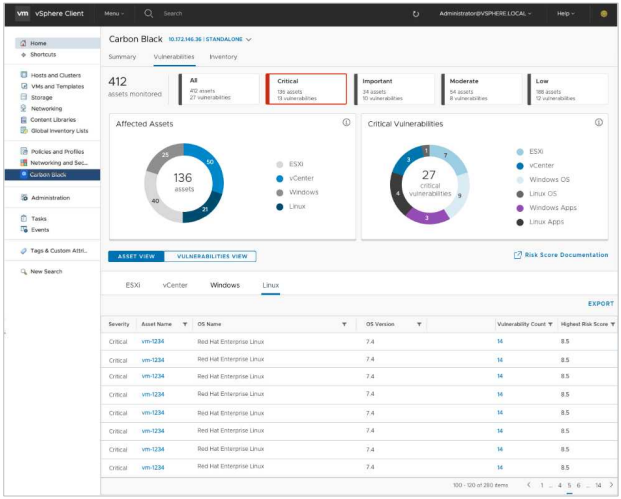 vm vSphere Client Menu Search Administrator@VSPHERE.LOCAL Help
Home
Shortcuts
Hosts and Clusters
VMs and Templates
Storage
Networking
Content Libraries
Global Inventory Lists
Policies and Profiles
Networking and Sec...
Carbon Black
Administration
Tasks
Events
Tags & Custom Attri...
New Search
Carbon Black 10.172.146.36 | STANDALONE
Summary Vulnerabilities Inventory
412
assets monitored
All
412 assets
27 vulnerabilities
Critical
136 assets
13 vulnerabilities
Important
34 assets
10 vulnerabilities
Moderate
54 assets
8 vulnerabilities
Low
188 assets
12 vulnerabilities
Affected Assets
25
50
40
21
136
assets
ESXi
vCenter
Windows
Linux
Critical Vulnerabilities
1
7
3
9
4
3
27
critical
vulnerabilities
ESXi
vCenter
Windows OS
Linux OS
Windows Apps
Linux Apps
ASSET VIEW VULNERABILITIES VIEW
Risk Score Documentation
ESXi vCenter Windows Linux
EXPORT
Severity Asset Name OS Name OS Version Vulnerability Count Highest Risk Score
Critical vm-1234 Red Hat Enterprise Linux 7.4 14 8.5
Critical vm-1234 Red Hat Enterprise Linux 7.4 14 8.5
Critical vm-1234 Red Hat Enterprise Linux 7.4 14 8.5
Critical vm-1234 Red Hat Enterprise Linux 7.4 14 8.5
Critical vm-1234 Red Hat Enterprise Linux 7.4 14 8.5
Critical vm-1234 Red Hat Enterprise Linux 7.4 14 8.5
Critical vm-1234 Red Hat Enterprise Linux 7.4 14 8.5
Critical vm-1234 Red Hat Enterprise Linux 7.4 14 8.5
100 - 120 of 280 items 1 ... 4 5 6 ... 14